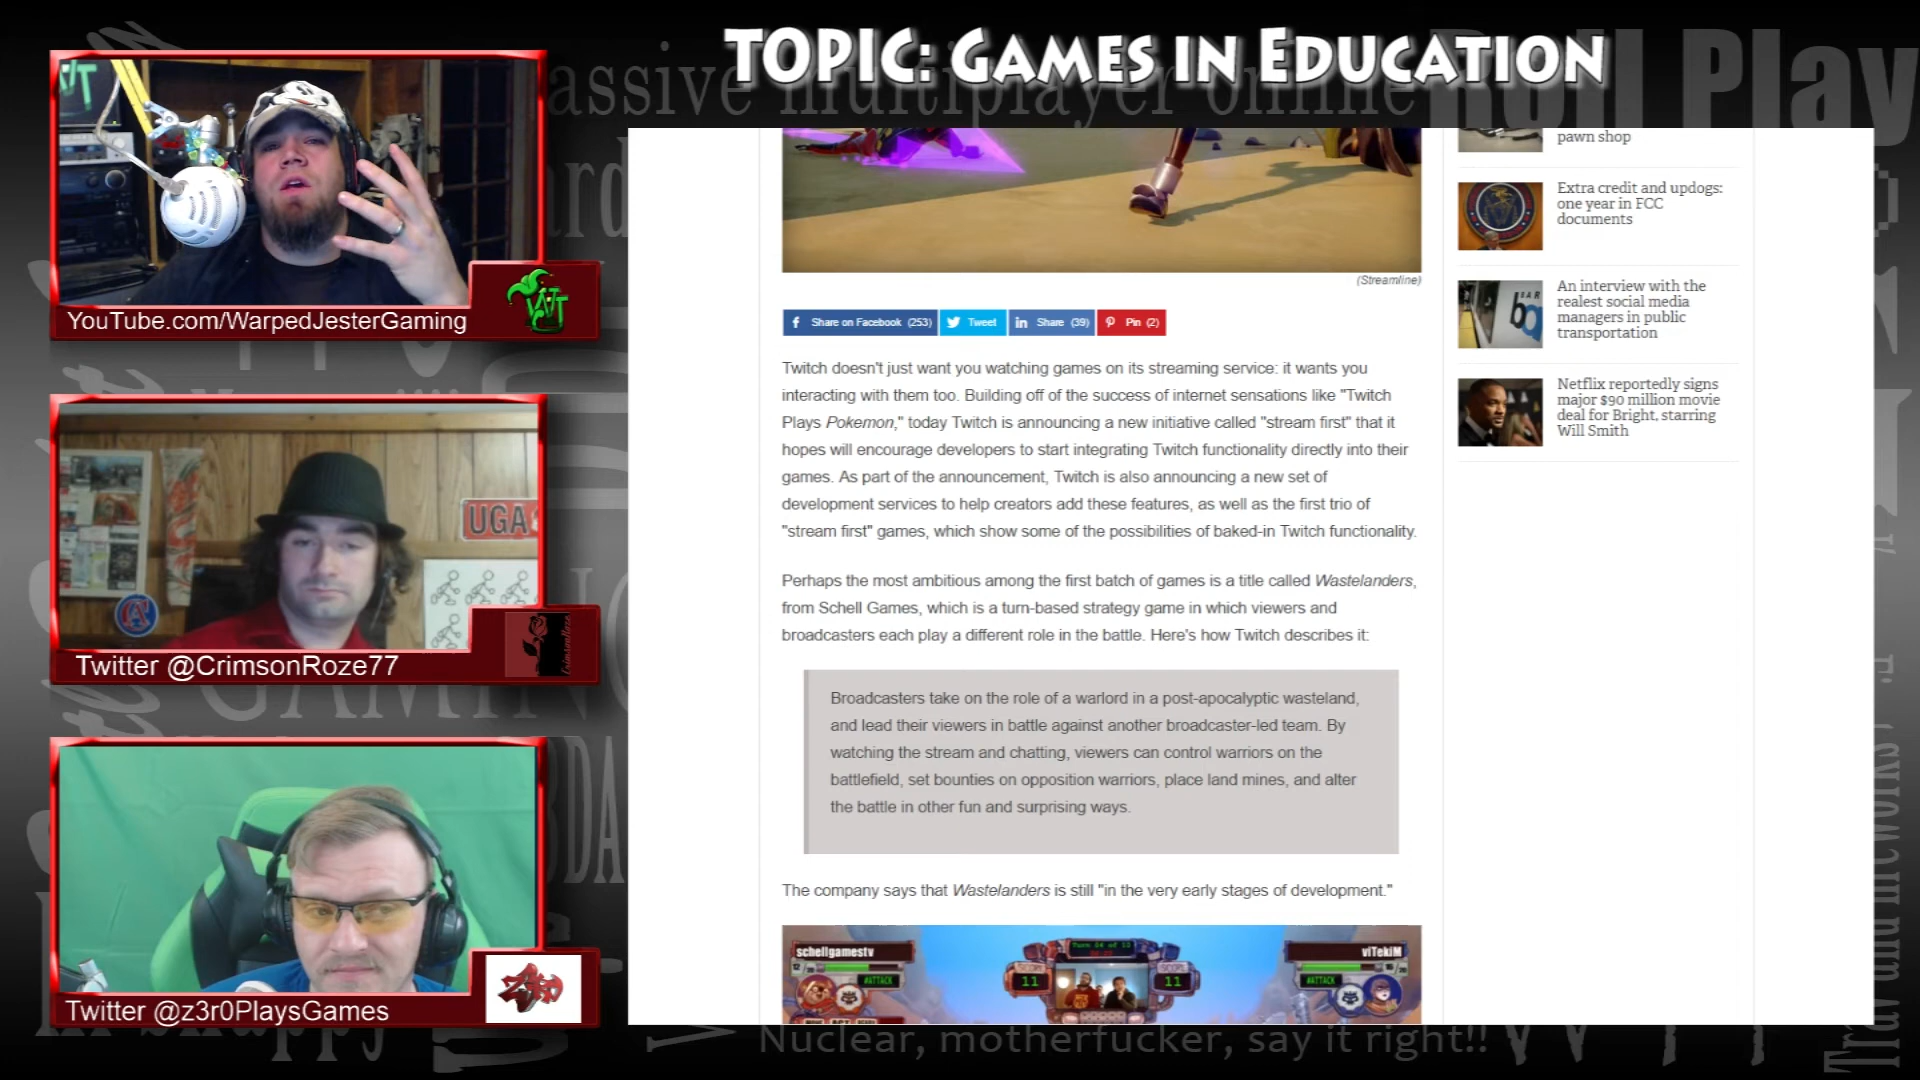 TOPIC: GAMES IN EDUCATION
assive multiplayer online
Roll Play
YouTube.com/WarpedJesterGaming
UGA
Twitter @CrimsonRoze77
Twitter @z3r0PlaysGames
(Streamline)
Share on Facebook (253)
Tweet
Share (39)
Pin (2)
Twitch doesn't just want you watching games on its streaming service: it wants you
interacting with them too. Building off of the success of internet sensations like "Twitch
Plays Pokemon," today Twitch is announcing a new initiative called "stream first" that it
hopes will encourage developers to start integrating Twitch functionality directly into their
games. As part of the announcement, Twitch is also announcing a new set of
development services to help creators add these features, as well as the first trio of
"stream first" games, which show some of the possibilities of baked-in Twitch functionality.
Perhaps the most ambitious among the first batch of games is a title called Wastelanders,
from Schell Games, which is a turn-based strategy game in which viewers and
broadcasters each play a different role in the battle. Here's how Twitch describes it:
Broadcasters take on the role of a warlord in a post-apocalyptic wasteland,
and lead their viewers in battle against another broadcaster-led team. By
watching the stream and chatting, viewers can control warriors on the
battlefield, set bounties on opposition warriors, place land mines, and alter
the battle in other fun and surprising ways.
The company says that Wastelanders is still "in the very early stages of development."
schellgamestv
#ATTACK
11
11
viTekiM
#ATTACK
pawn shop
Extra credit and updogs:
one year in FCC
documents
An interview with the
realest social media
managers in public
transportation
Netflix reportedly signs
major $90 million movie
deal for Bright, starring
Will Smith
Nuclear, motherfucker, say it right!!